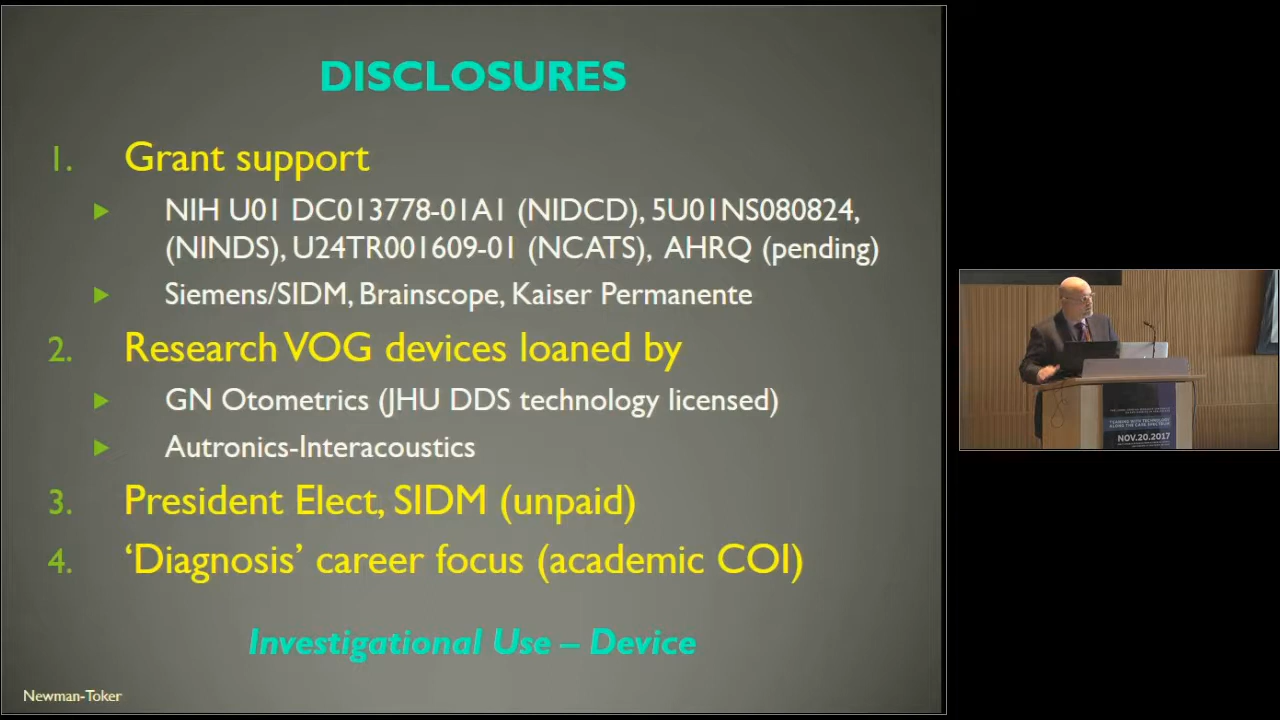 DISCLOSURES
1. Grant support
NIH U01 DC013778-01A1 (NIDCD), 5U01NS080824,
(NINDS), U24TR001609-01 (NCATS), AHRQ (pending)
Siemens/SIDM, Brainscope, Kaiser Permanente
2. Research VOG devices loaned by
GN Otometrics (JHU DDS technology licensed)
Autronics-Interacoustics
3. President Elect, SIDM (unpaid)
4. ‘Diagnosis’ career focus (academic COI)
Investigational Use – Device
Newman-Toker
NOV.20.2017